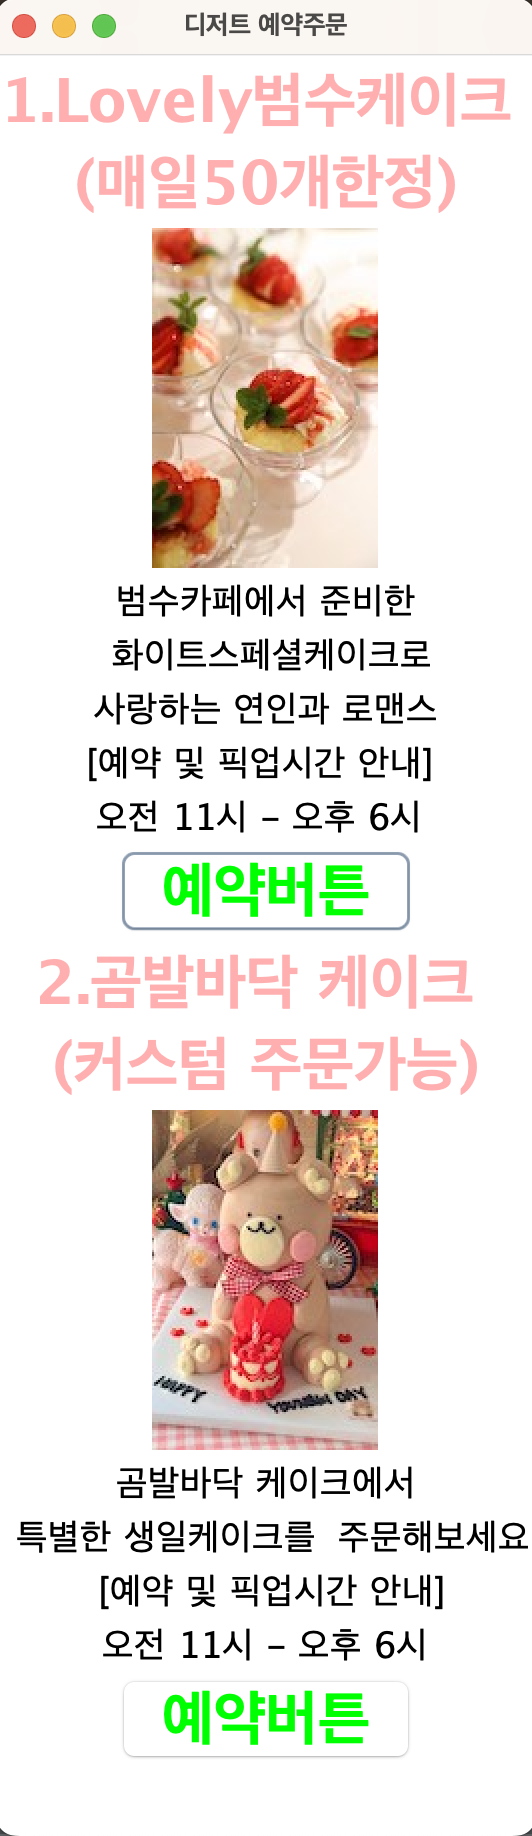 디저트 예약주문
1.Lovely범수케이크
(매일50개한정)
범수카페에서 준비한
화이트스페셜케이크로
사랑하는 연인과 로맨스
[예약 및 픽업시간 안내]
오전 11시 – 오후 6시
예약버튼
2.곰발바닥 케이크
(커스텀 주문가능)
HAPPY
DAY
곰발바닥 케이크에서
특별한 생일케이크를  주문해보세요
[예약 및 픽업시간 안내]
오전 11시 – 오후 6시
예약버튼